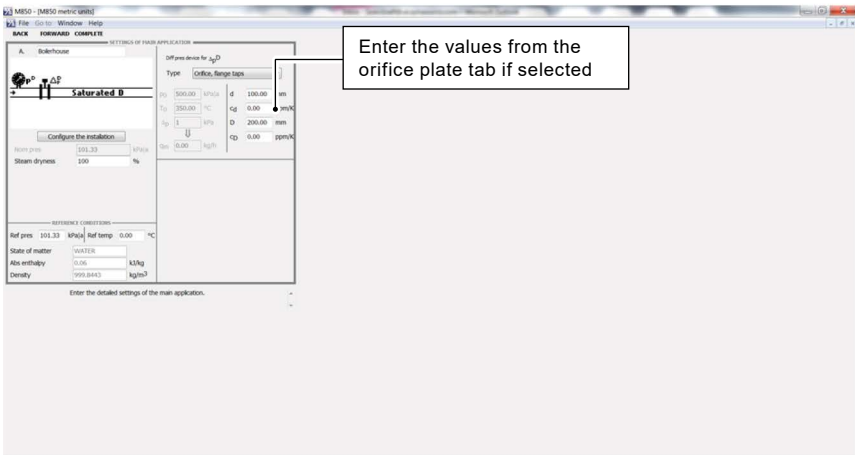 M850 - [M850 metric units]
File Go to Window Help
BACK FORWARD COMPLETE
SETTINGS OF MAIN APPLICATION
A. Boilerhouse
Diff pres device for Δp D
Type Orifice, flange taps
P° ΔP
Saturated D
500.00 kPa|a d 100.00 mm
350.00 °C cd 0.00 ppm/K
1 kPa D 200.00 mm
0.00 kg/h cD 0.00 ppm/K
Configure the installation
Nom pres 101.33 kPa|a
Steam dryness 100 %
REFERENCE CONDITIONS
Ref pres 101.33 kPa|a Ref temp 0.00 °C
State of matter WATER
Abs enthalpy 0.06 kJ/kg
Density 999.8443 kg/m3
Enter the detailed settings of the main application.
Enter the values from the
orifice plate tab if selected